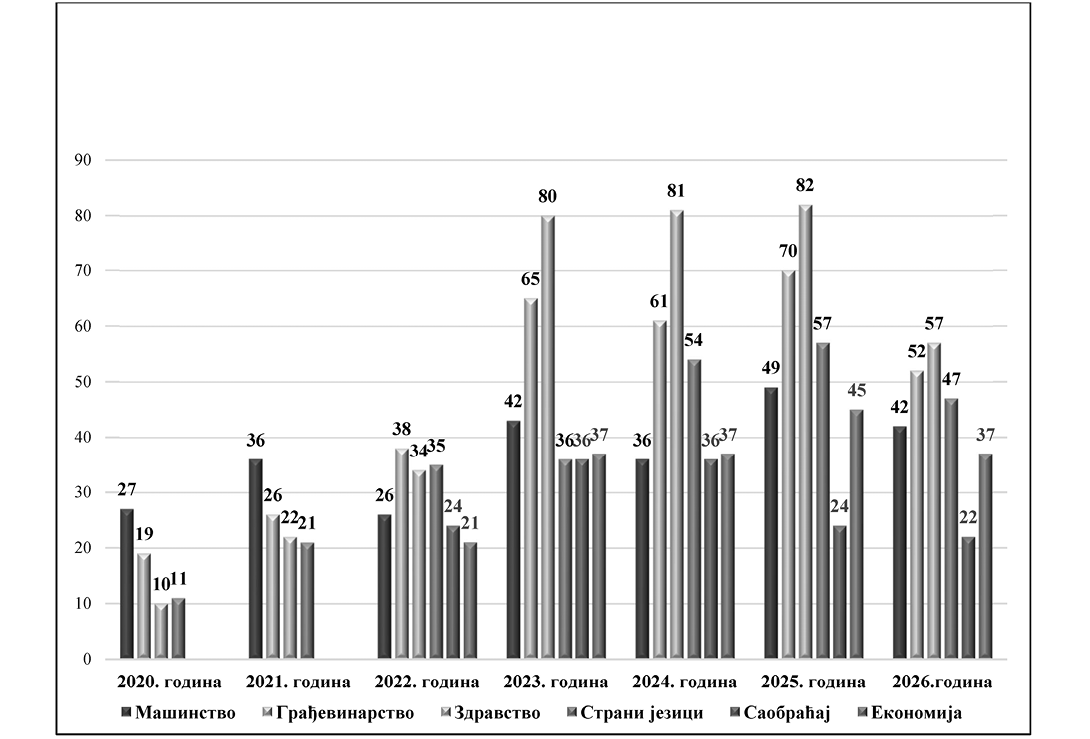 90
80
70
60
50
40
30
20
10
0
27 19 10 11
36 26 22 21
26 38 34 35 24 21
42 65 80 36 36 37
36 61 81 54 36 37
49 70 82 57 24 45
42 52 57 47 22 37
2020. година 2021. година 2022. година 2023. година 2024. година 2025. година 2026.година
Машинство Грађевинарство Здравство Страни језици Саобраћај Економија